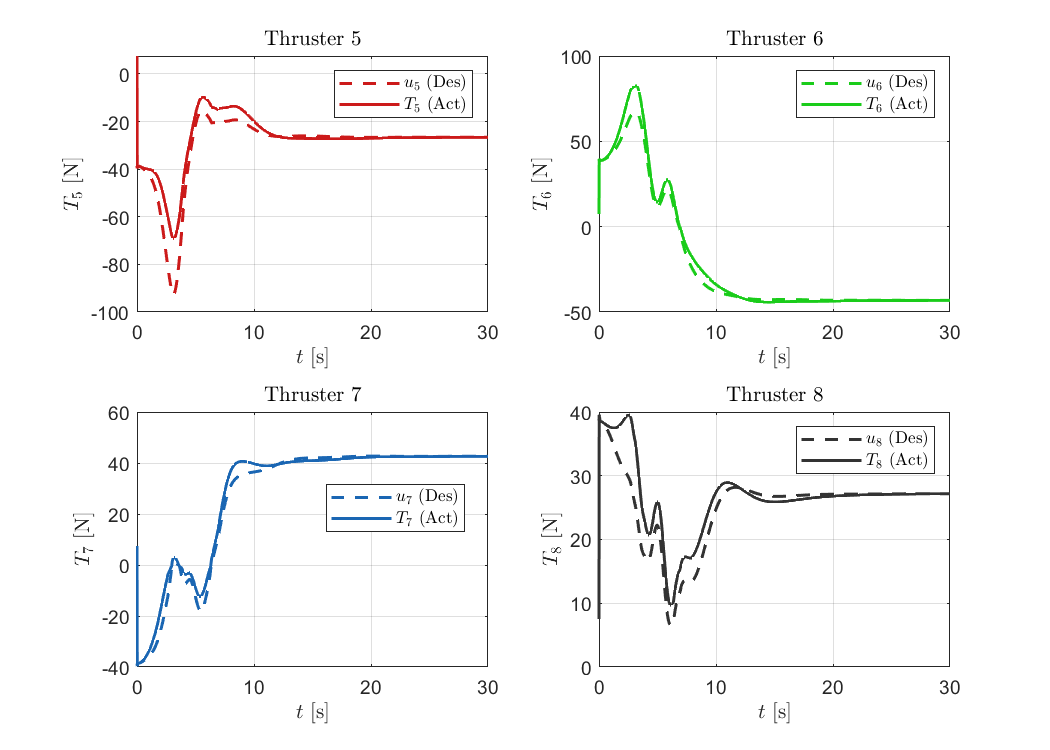 Thruster 5
u5 (Des)
T5 (Act)
0
-20
-40
-60
-80
-100
T5 [N]
0 10 20 30
t [s]
Thruster 6
u6 (Des)
T6 (Act)
100
50
0
-50
T6 [N]
0 10 20 30
t [s]
Thruster 7
u7 (Des)
T7 (Act)
60
40
20
0
-20
-40
T7 [N]
0 10 20 30
t [s]
Thruster 8
u8 (Des)
T8 (Act)
40
30
20
10
0
T8 [N]
0 10 20 30
t [s]